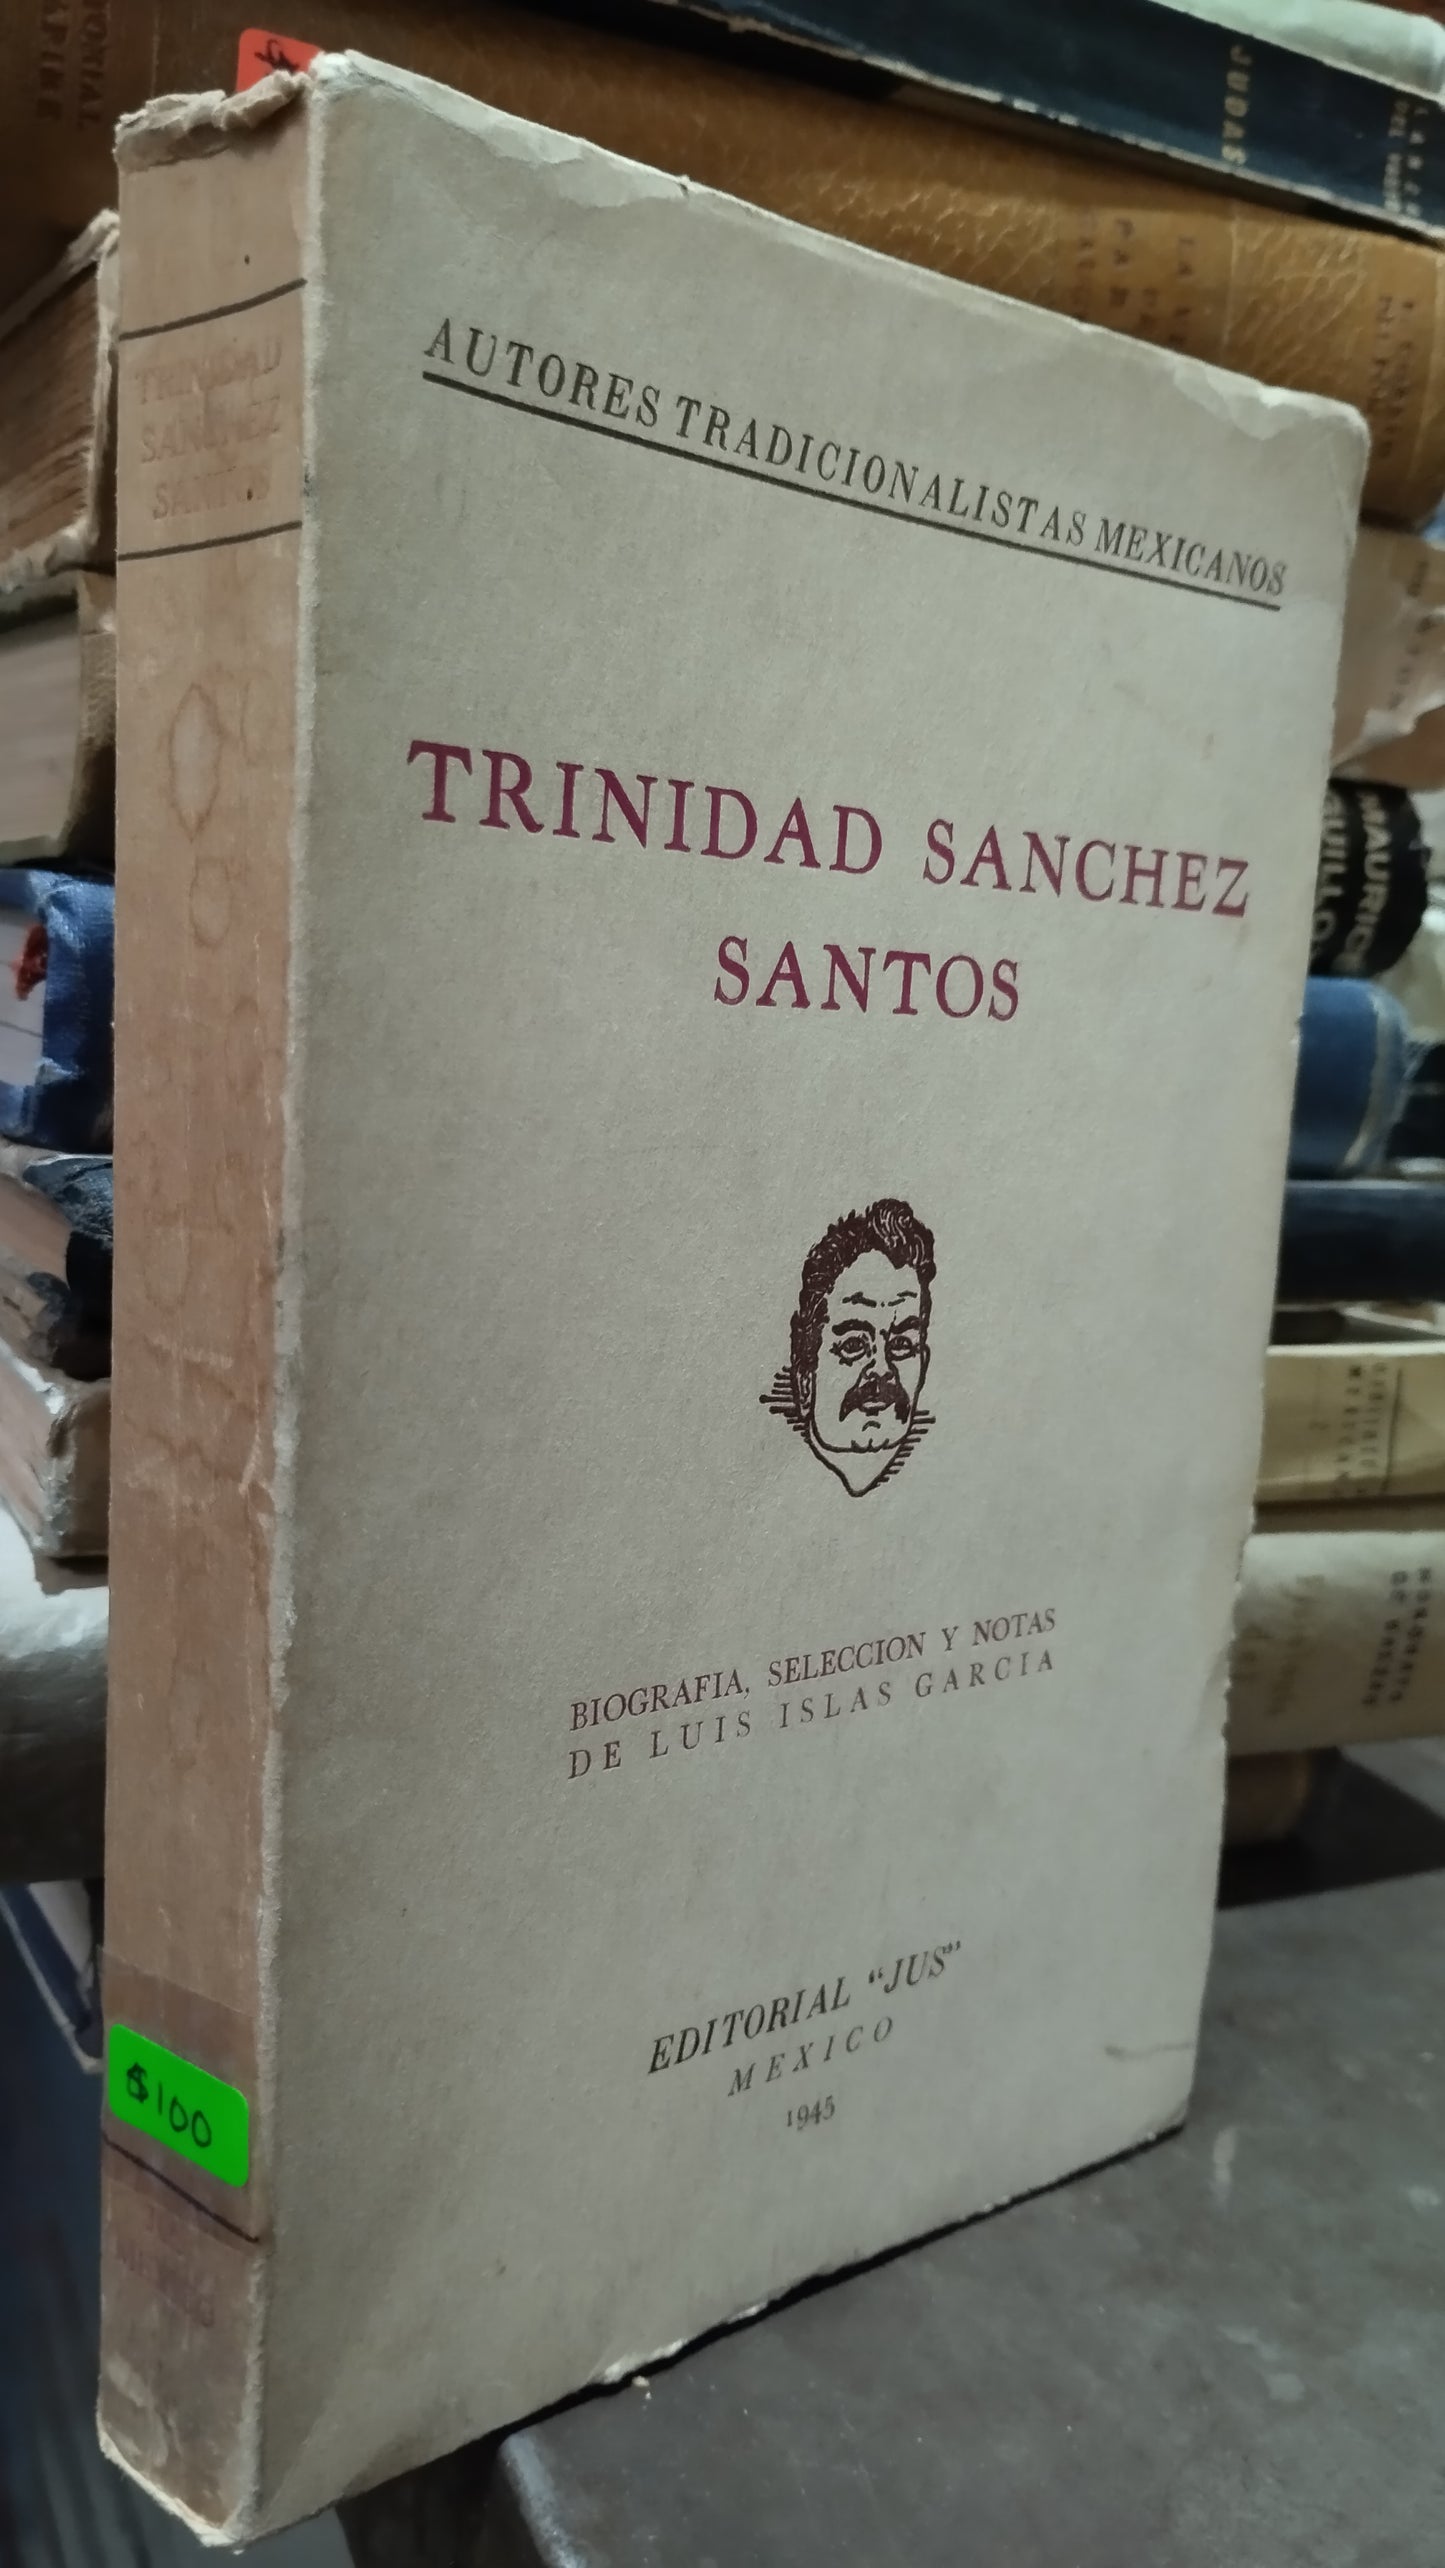 AUTORES TRADICIONALISTAS MEXICANOS
TRINIDAD SANCHEZ
SANTOS
BIOGRAFIA, SELECCION Y NOTAS
DE LUIS ISLAS GARCIA
EDITORIAL "JUS"
MEXICO
1945
TRINIDAD
SANCHEZ
SANTOS
$100
JUDAS
MAURICE